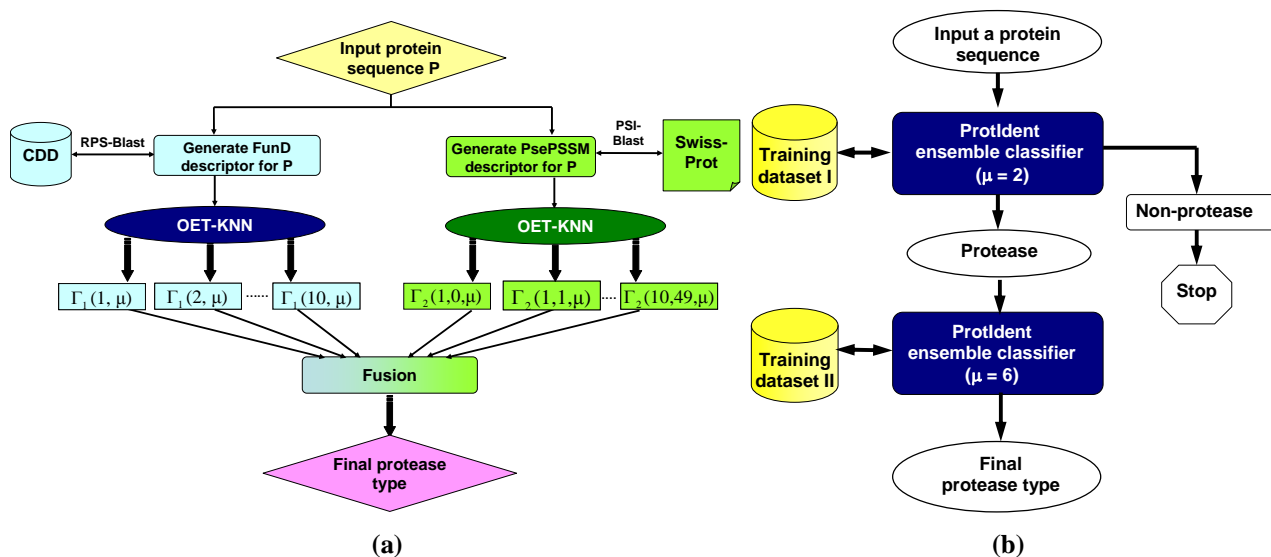 Input protein
sequence P
CDD
RPS-Blast
Generate FunD
descriptor for P
Generate PsePSSM
descriptor for P
PSI-
Blast
Swiss-
Prot
OET-KNN
OET-KNN
Γ₁(1, μ)
Γ₁(2, μ)
......
Γ₁(10, μ)
Γ₂(1,0,μ)
Γ₂(1,1,μ)
....
Γ₂(10,49,μ)
Fusion
Final protease
type
(a)
Input a protein
sequence
Training
dataset I
ProtIdent
ensemble classifier
(μ = 2)
Non-protease
Stop
Protease
Training
dataset II
ProtIdent
ensemble classifier
(μ = 6)
Final
protease type
(b)